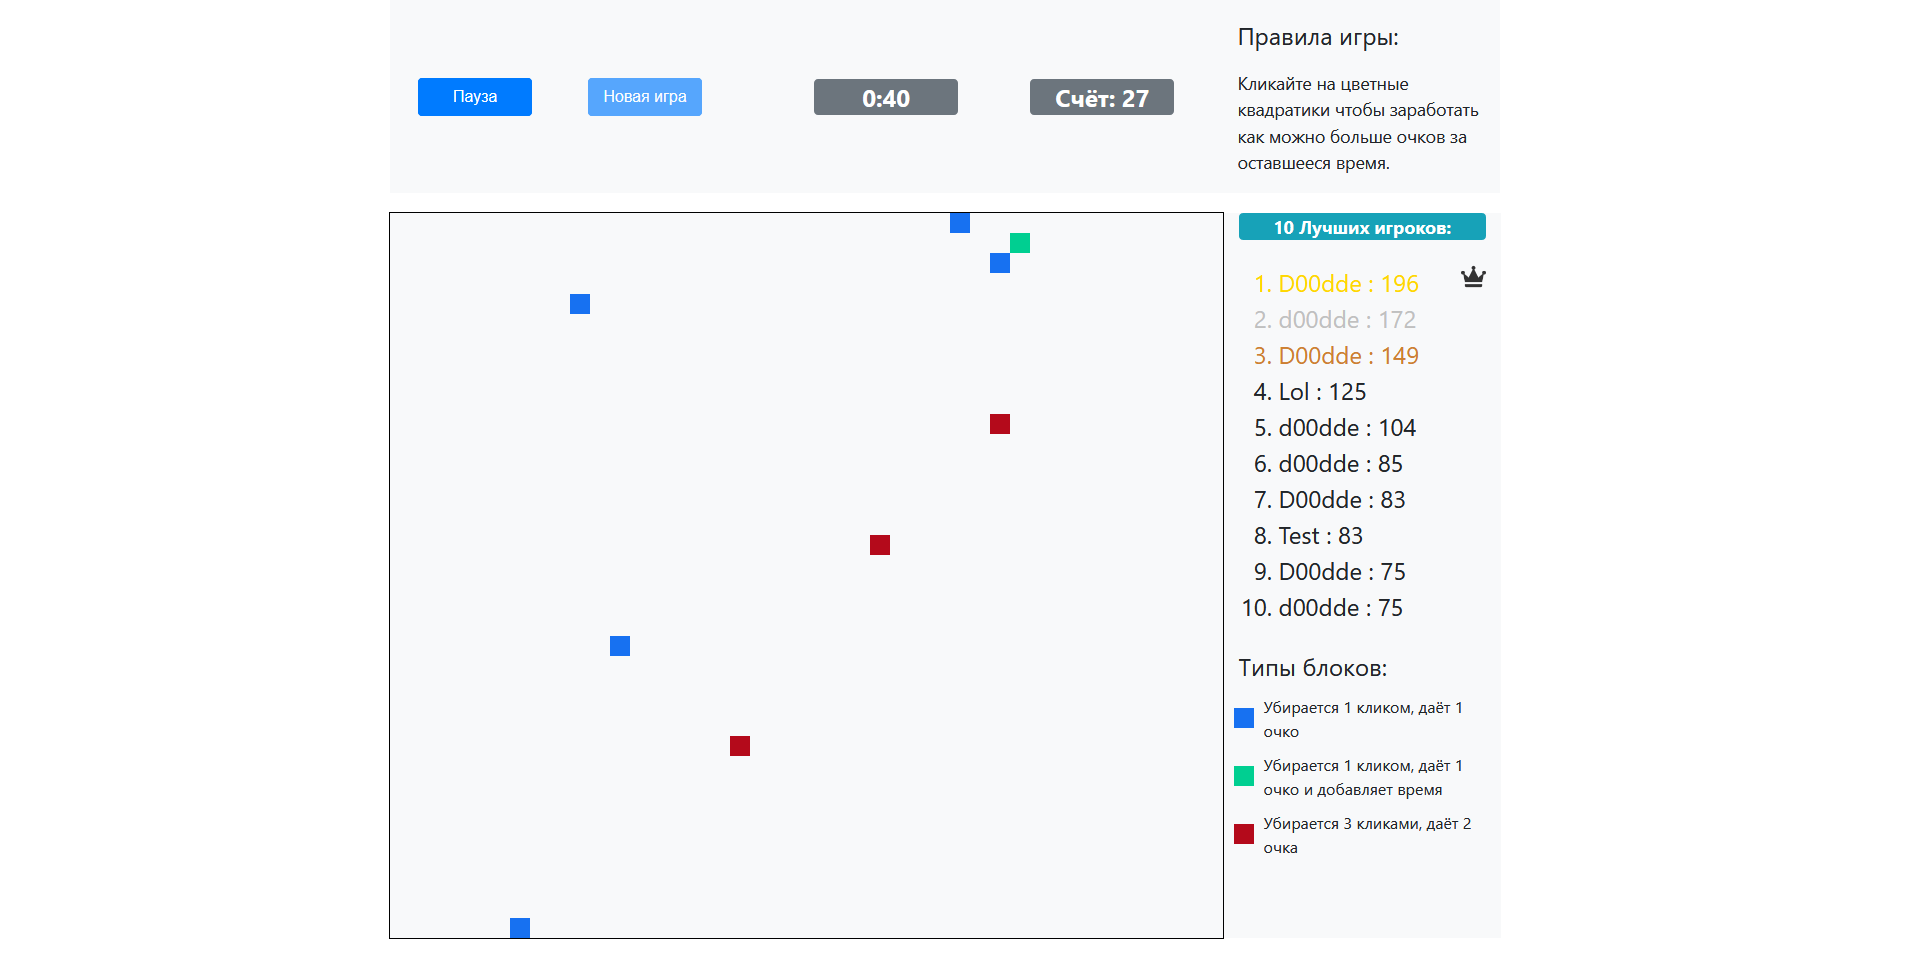 Пауза
Новая игра
0:40
Счёт: 27
Правила игры:
Кликайте на цветные
квадратики чтобы заработать
как можно больше очков за
оставшееся время.
10 Лучших игроков:
1. D00dde : 196
2. d00dde : 172
3. D00dde : 149
4. Lol : 125
5. d00dde : 104
6. d00dde : 85
7. D00dde : 83
8. Test : 83
9. D00dde : 75
10. d00dde : 75
Типы блоков:
Убирается 1 кликом, даёт 1
очко
Убирается 1 кликом, даёт 1
очко и добавляет время
Убирается 3 кликами, даёт 2
очка